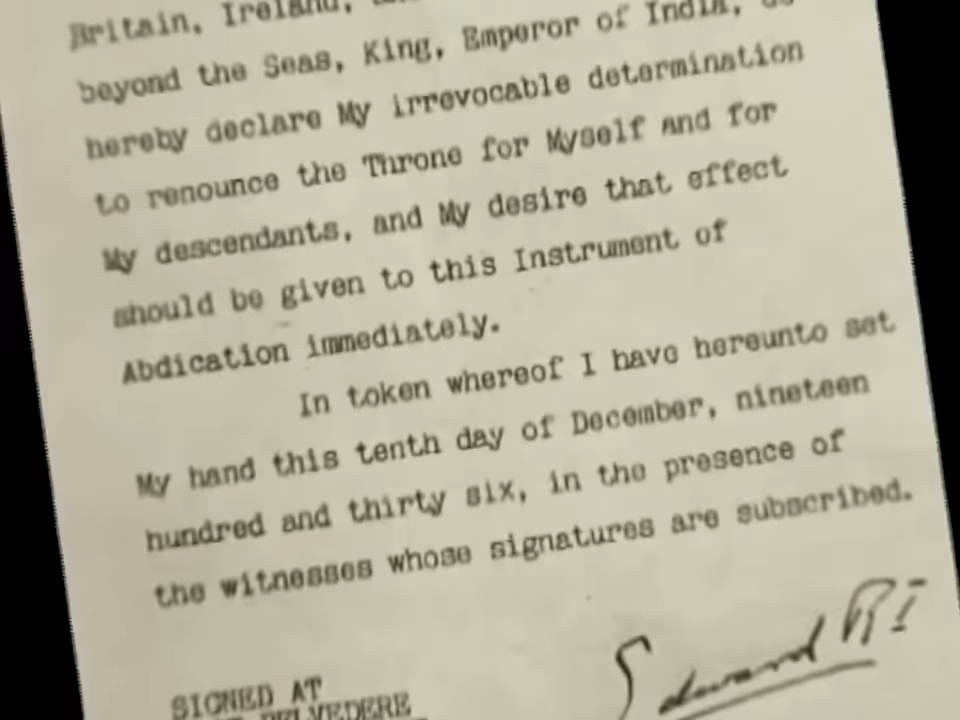 Britain, Ireland,
beyond the Seas, King, Emperor of India, do
hereby declare My irrevocable determination
to renounce the Throne for Myself and for
My descendants, and My desire that effect
should be given to this Instrument of
Abdication immediately.
In token whereof I have hereunto set
My hand this tenth day of December, nineteen
hundred and thirty six, in the presence of
the witnesses whose signatures are subscribed.
Edward RI
SIGNED AT
BELVEDERE